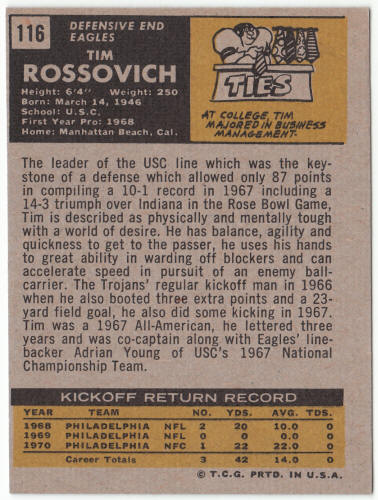 116
DEFENSIVE END
EAGLES
TIM
ROSSOVICH
Height: 6'4" Weight: 250
Born: March 14, 1946
School: U.S.C.
First Year Pro: 1968
Home: Manhattan Beach, Cal.
TIES
AT COLLEGE, TIM
MAJORED IN BUSINESS
MANAGEMENT.
The leader of the USC line which was the key-
stone of a defense which allowed only 87 points
in compiling a 10-1 record in 1967 including a
14-3 triumph over Indiana in the Rose Bowl Game,
Tim is described as physically and mentally tough
with a world of desire. He has balance, agility and
quickness to get to the passer, he uses his hands
to great ability in warding off blockers and can
accelerate speed in pursuit of an enemy ball-
carrier. The Trojans' regular kickoff man in 1966
when he also booted three extra points and a 23-
yard field goal, he also did some kicking in 1967.
Tim was a 1967 All-American, he lettered three
years and was co-captain along with Eagles' line-
backer Adrian Young of USC's 1967 National
Championship Team.
KICKOFF RETURN RECORD
YEAR TEAM NO. YDS. AVG. TDS.
1968 PHILADELPHIA NFL 2 20 10.0 0
1969 PHILADELPHIA NFL 0 0 0 0
1970 PHILADELPHIA NFC 1 22 22.0 0
Career Totals 3 42 14.0 0
© T.C.G. PRTD. IN U.S.A.